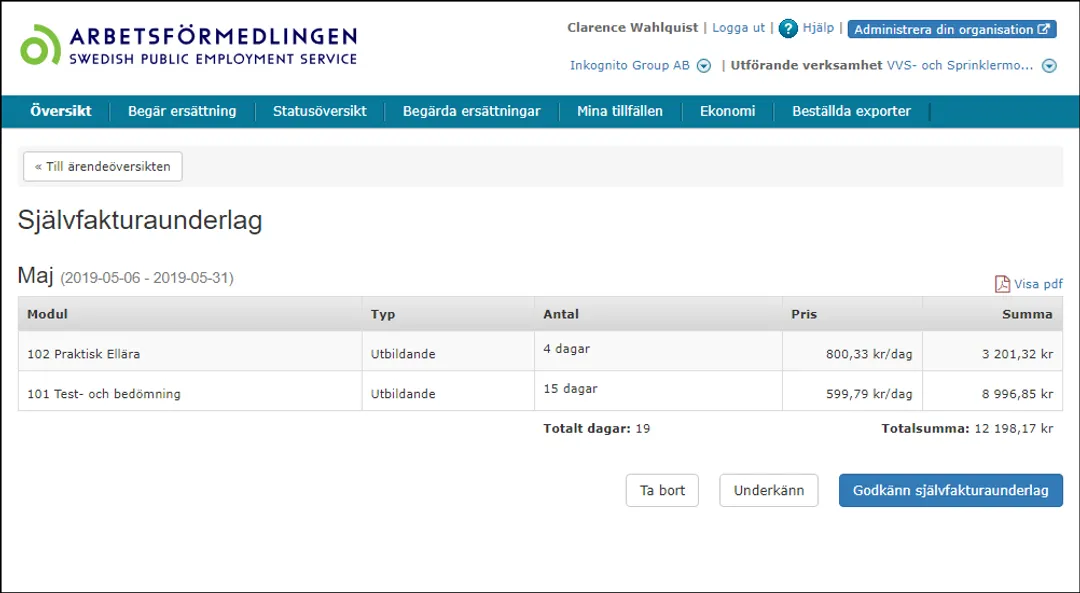 ARBETSFÖRMEDLINGEN
SWEDISH PUBLIC EMPLOYMENT SERVICE
Clarence Wahlquist | Logga ut | ? Hjälp | Administrera din organisation
Inkognito Group AB | Utförande verksamhet VVS- och Sprinklermo...
Översikt Begär ersättning Statusöversikt Begärda ersättningar Mina tillfällen Ekonomi Beställda exporter
« Till ärendeöversikten
Självfakturaunderlag
Maj (2019-05-06 - 2019-05-31)
Visa pdf
Modul Typ Antal Pris Summa
102 Praktisk Ellära Utbildande 4 dagar 800,33 kr/dag 3 201,32 kr
101 Test- och bedömning Utbildande 15 dagar 599,79 kr/dag 8 996,85 kr
Totalt dagar: 19 Totalsumma: 12 198,17 kr
Ta bort Underkänn Godkänn självfakturaunderlag